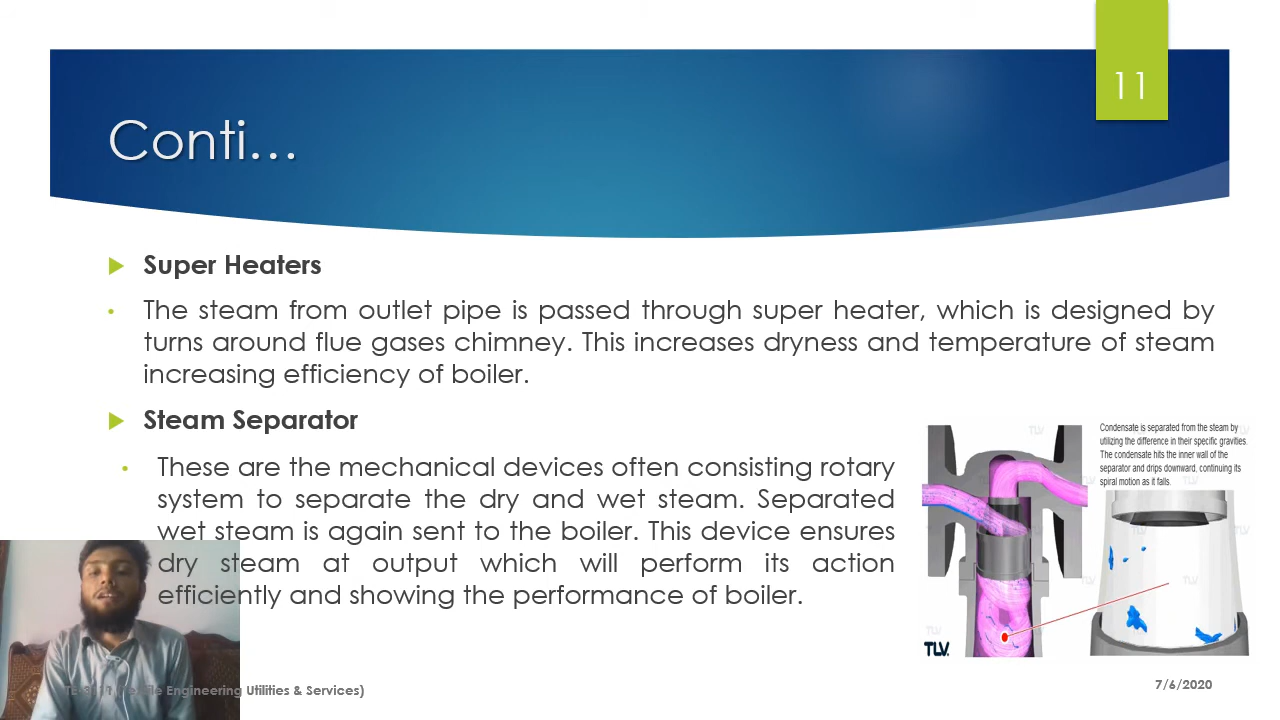 11
Conti...
Super Heaters
The steam from outlet pipe is passed through super heater, which is designed by
turns around flue gases chimney. This increases dryness and temperature of steam
increasing efficiency of boiler.
Steam Separator
These are the mechanical devices often consisting rotary
system to separate the dry and wet steam. Separated
wet steam is again sent to the boiler. This device ensures
dry steam at output which will perform its action
efficiently and showing the performance of boiler.
Condensate is separated from the steam by
utilizing the difference in their specific gravities.
The condensate hits the inner wall of the
separator and drips downward, continuing its
spiral motion as it falls.
TLV.
Engineering Utilities & Services)
7/6/2020